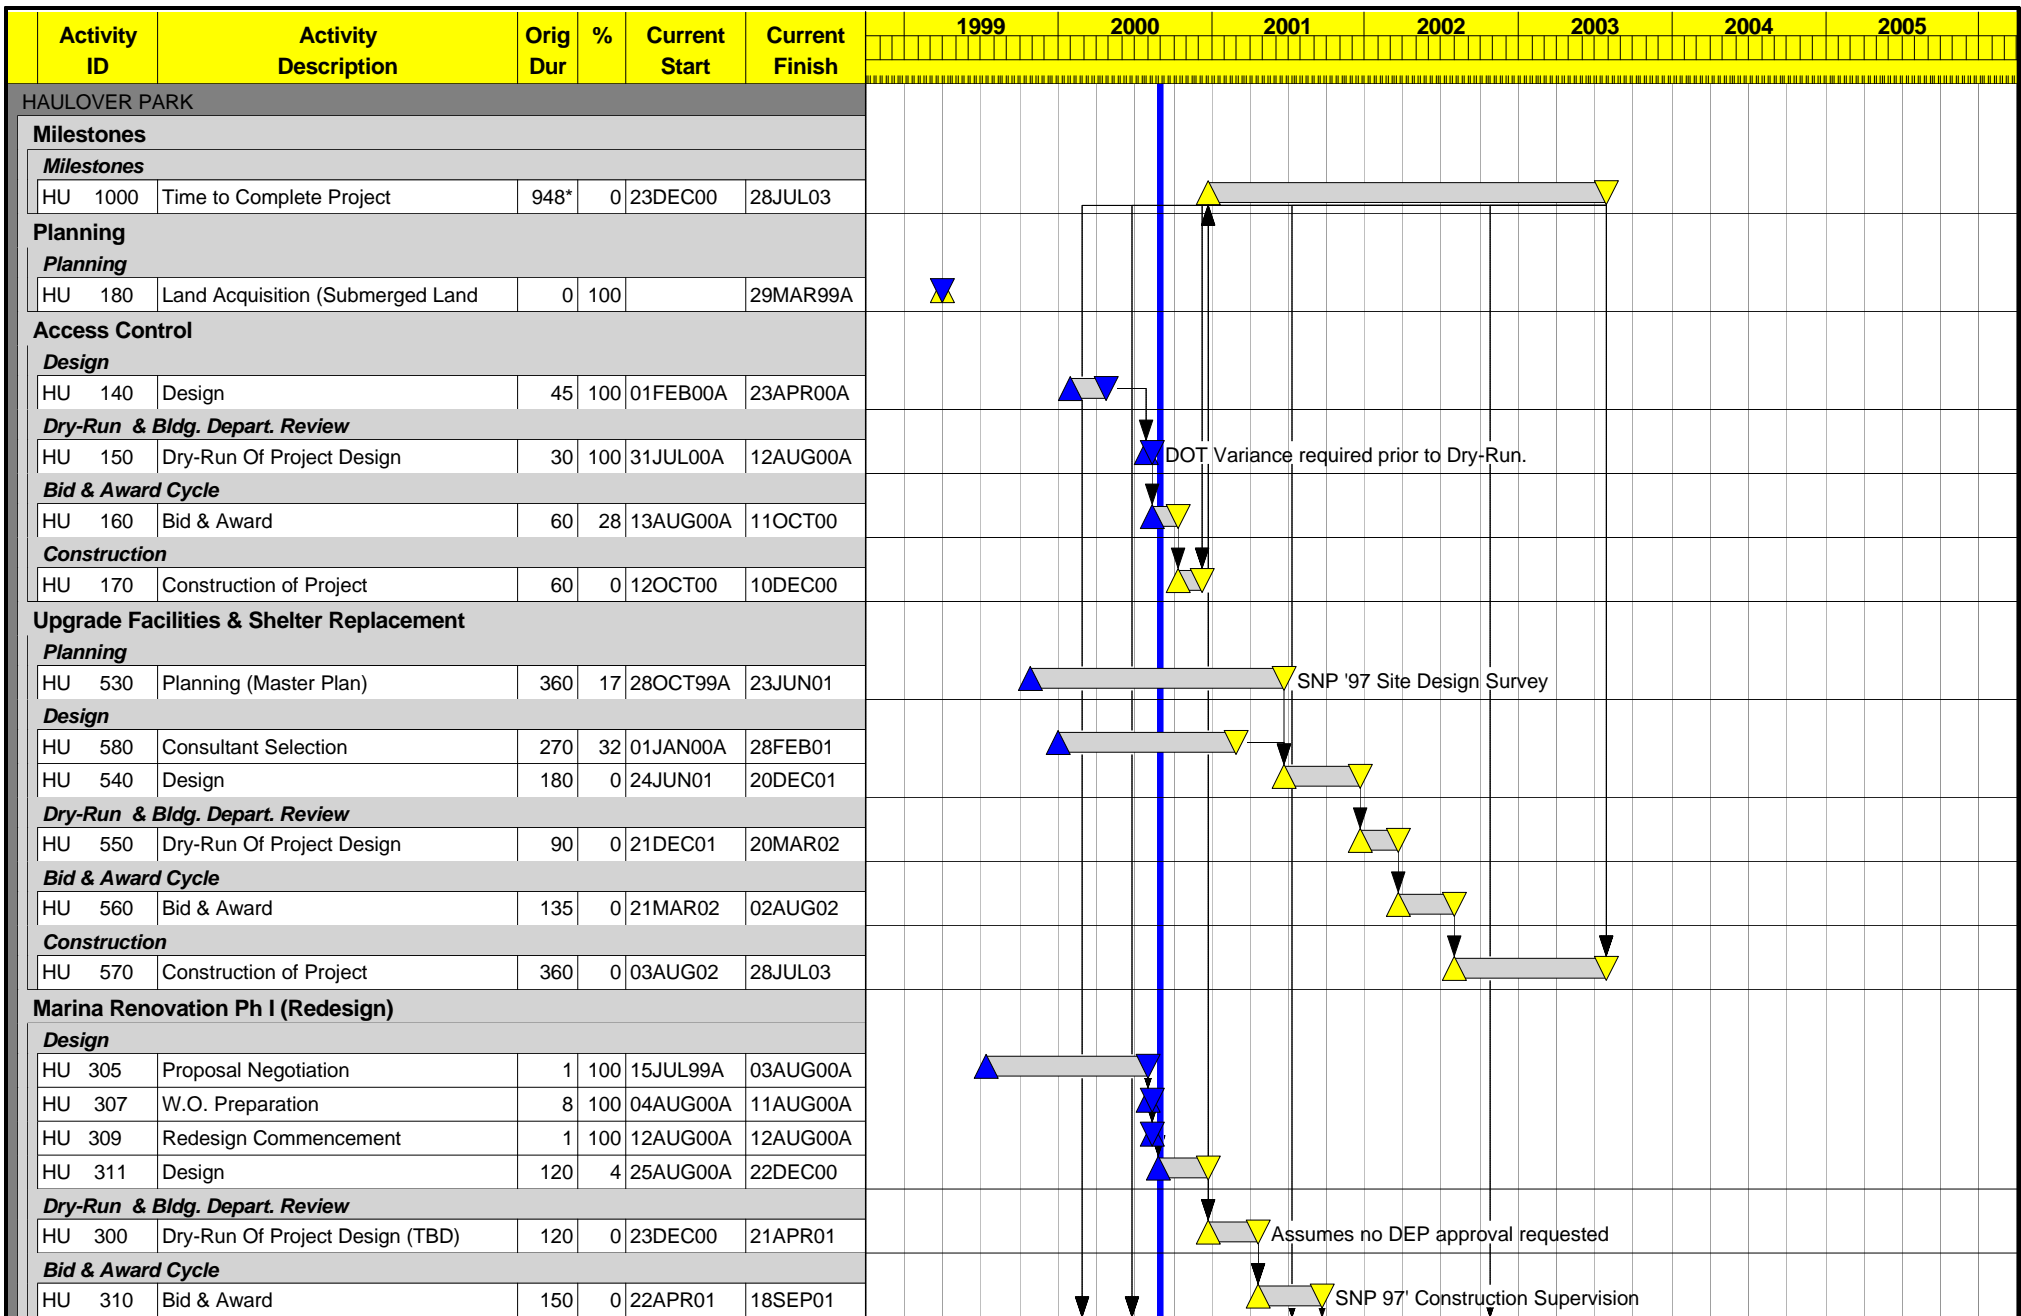 Activity ID Activity Description Orig Dur % Current Start Current Finish 1999 2000 2001 2002 2003 2004 2005
HAULOVER PARK
Milestones
Milestones
HU 1000 Time to Complete Project 948* 0 23DEC00 28JUL03
Planning
Planning
HU 180 Land Acquisition (Submerged Land 0 100 29MAR99A
Access Control
Design
HU 140 Design 45 100 01FEB00A 23APR00A
Dry-Run & Bldg. Depart. Review
HU 150 Dry-Run Of Project Design 30 100 31JUL00A 12AUG00A DOT Variance required prior to Dry-Run.
Bid & Award Cycle
HU 160 Bid & Award 60 28 13AUG00A 11OCT00
Construction
HU 170 Construction of Project 60 0 12OCT00 10DEC00
Upgrade Facilities & Shelter Replacement
Planning
HU 530 Planning (Master Plan) 360 17 28OCT99A 23JUN01 SNP '97 Site Design Survey
Design
HU 580 Consultant Selection 270 32 01JAN00A 28FEB01
HU 540 Design 180 0 24JUN01 20DEC01
Dry-Run & Bldg. Depart. Review
HU 550 Dry-Run Of Project Design 90 0 21DEC01 20MAR02
Bid & Award Cycle
HU 560 Bid & Award 135 0 21MAR02 02AUG02
Construction
HU 570 Construction of Project 360 0 03AUG02 28JUL03
Marina Renovation Ph I (Redesign)
Design
HU 305 Proposal Negotiation 1 100 15JUL99A 03AUG00A
HU 307 W.O. Preparation 8 100 04AUG00A 11AUG00A
HU 309 Redesign Commencement 1 100 12AUG00A 12AUG00A
HU 311 Design 120 4 25AUG00A 22DEC00
Dry-Run & Bldg. Depart. Review
HU 300 Dry-Run Of Project Design (TBD) 120 0 23DEC00 21APR01 Assumes no DEP approval requested
Bid & Award Cycle
HU 310 Bid & Award 150 0 22APR01 18SEP01 SNP 97' Construction Supervision